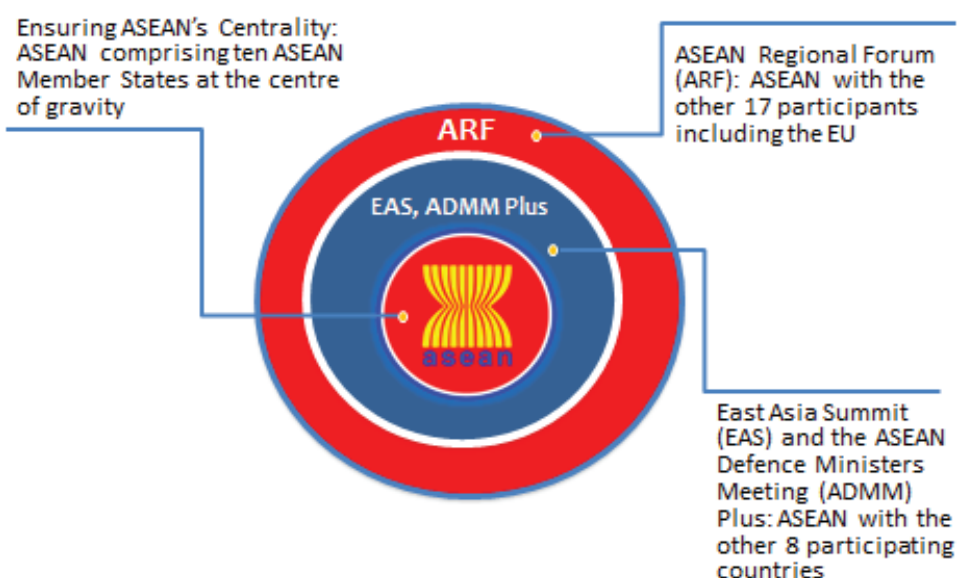 Ensuring ASEAN's Centrality:
ASEAN comprising ten ASEAN
Member States at the centre
of gravity
ASEAN Regional Forum
(ARF): ASEAN with the
other 17 participants
including the EU
ARF
EAS, ADMM Plus
asean
East Asia Summit
(EAS) and the ASEAN
Defence Ministers
Meeting (ADMM)
Plus: ASEAN with the
other 8 participating
countries